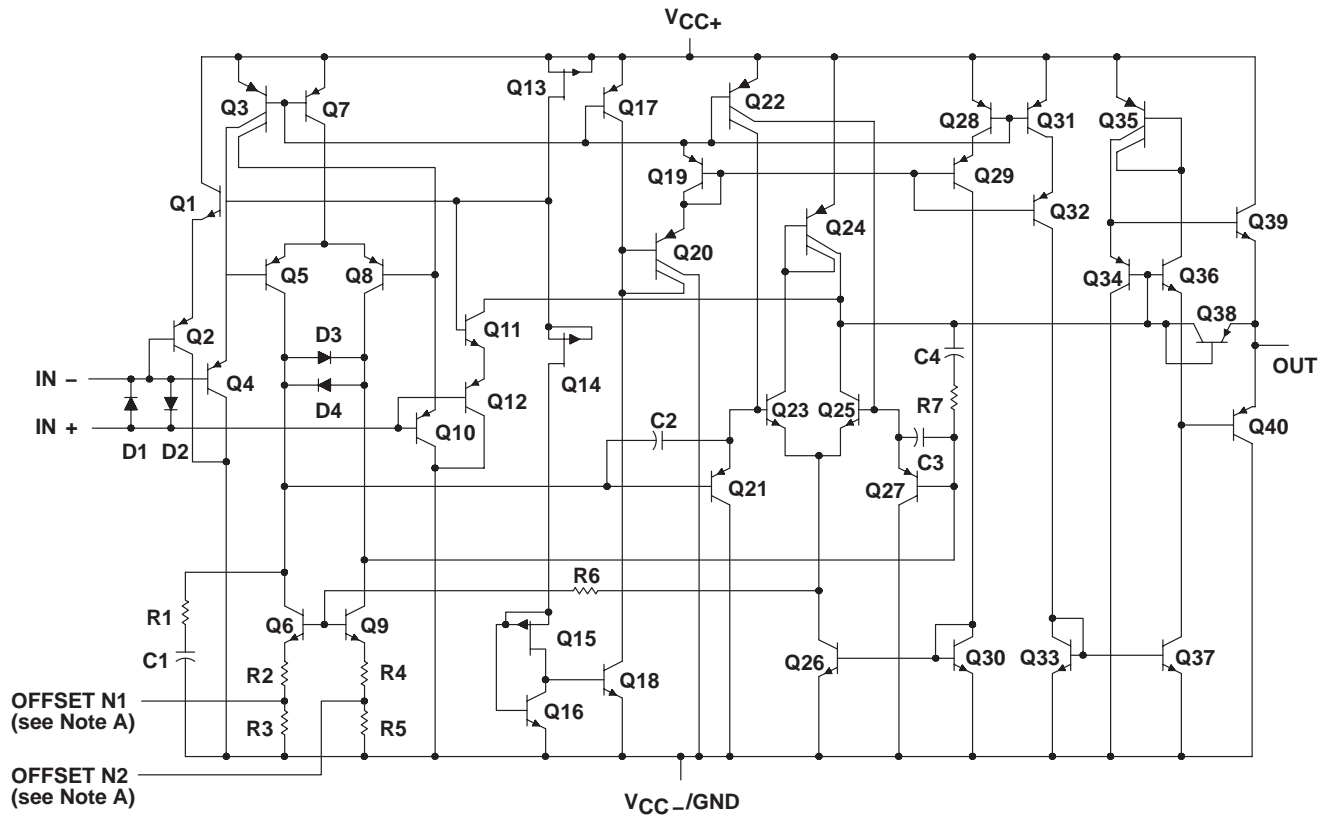 VCC+
Q3
Q7
Q13
Q17
Q22
Q28
Q31
Q35
Q1
Q19
Q29
Q32
Q39
Q20
Q24
Q5
Q8
Q34
Q36
Q2
D3
Q11
Q38
IN −
Q4
D4
Q14
C4
OUT
IN +
Q12
R7
D1
D2
Q10
C2
Q23
Q25
Q40
C3
Q21
Q27
R6
R1
Q6
Q9
Q15
C1
R2
R4
Q18
Q26
Q30
Q33
Q37
OFFSET N1
(see Note A)
R3
R5
Q16
OFFSET N2
(see Note A)
VCC−/GND